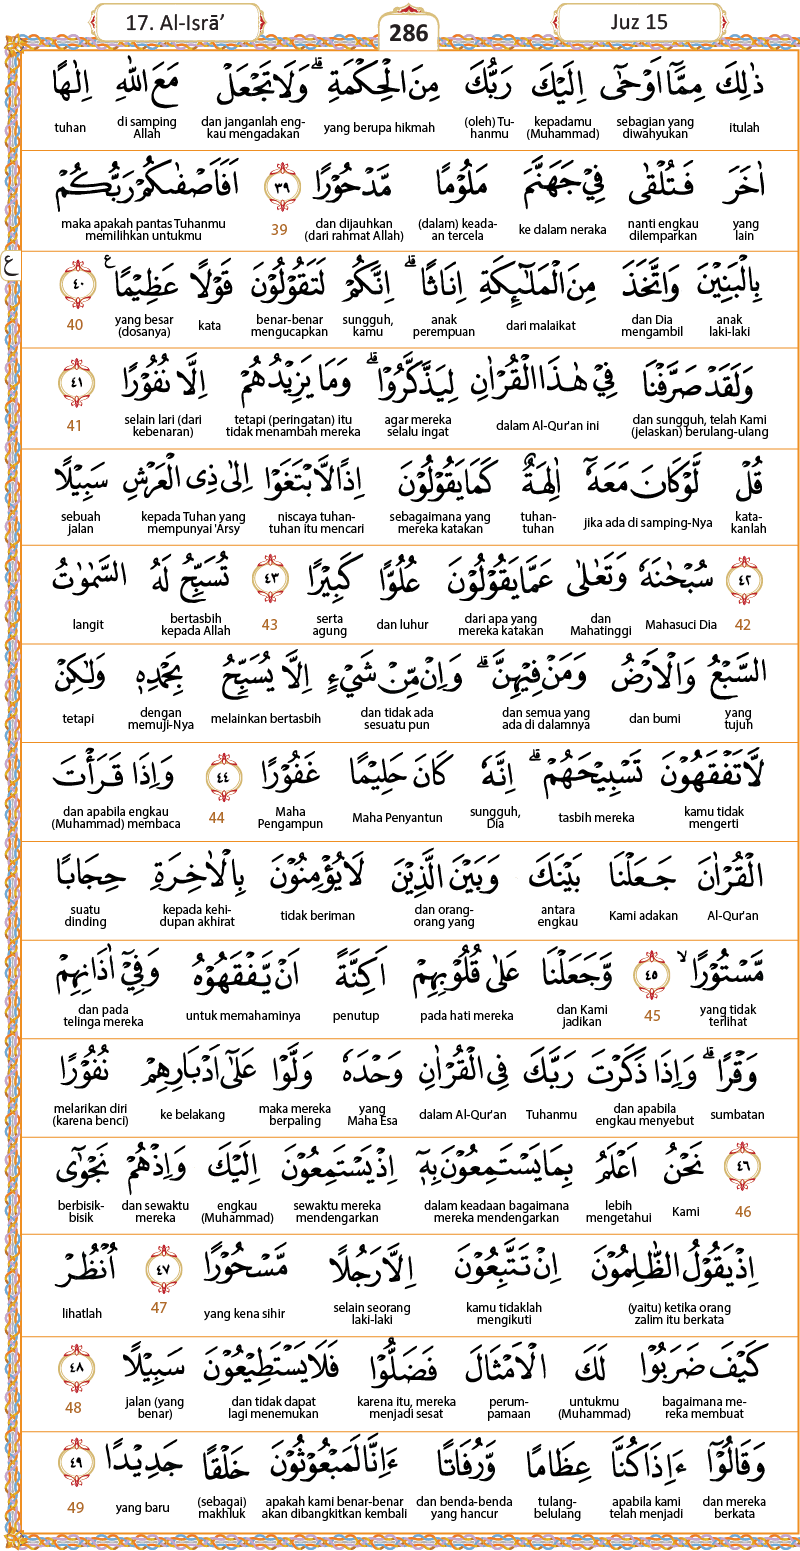 17. Al-Isrā’
286
Juz 15
ذٰلِكَ مِمَّآ اَوْحٰٓى اِلَيْكَ رَبُّكَ مِنَ الْحِكْمَةِ ۗ وَلَا تَجْعَلْ مَعَ اللّٰهِ اِلٰهًا
itulah sebagian yang diwahyukan kepadamu (Muhammad) (oleh) Tu-hanmu yang berupa hikmah dan janganlah eng-kau mengadakan di samping Allah tuhan
اٰخَرَ فَتُلْقٰى فِيْ جَهَنَّمَ مَلُوْمًا مَّدْحُوْرًا ٣٩ اَفَاَصْفٰىكُمْ رَبُّكُمْ
yang lain nanti engkau dilemparkan ke dalam neraka (dalam) keada-an tercela dan dijauhkan (dari rahmat Allah) 39 maka apakah pantas Tuhanmu memilihkan untukmu
ع
بِالْبَنِيْنَ وَاتَّخَذَ مِنَ الْمَلٰۤىِٕكَةِ اِنَاثًا ۗ اِنَّكُمْ لَتَقُوْلُوْنَ قَوْلًا عَظِيْمًا ࣖ ٤٠
anak laki-laki dan Dia mengambil dari malaikat anak perempuan sungguh, kamu benar-benar mengucapkan kata yang besar (dosanya) 40
وَلَقَدْ صَرَّفْنَا فِيْ هٰذَا الْقُرْاٰنِ لِيَذَّكَّرُوْا ۗ وَمَا يَزِيْدُهُمْ اِلَّا نُفُوْرًا ٤١
dan sungguh, telah Kami (jelaskan) berulang-ulang dalam Al-Qur'an ini agar mereka selalu ingat tetapi (peringatan) itu tidak menambah mereka selain lari (dari kebenaran) 41
قُلْ لَّوْ كَانَ مَعَهٗٓ اٰلِهَةٌ كَمَا يَقُوْلُوْنَ اِذًا لَّابْتَغَوْا اِلٰى ذِى الْعَرْشِ سَبِيْلًا
kata-kanlah jika ada di samping-Nya tuhan-tuhan sebagaimana yang mereka katakan niscaya tuhan-tuhan itu mencari kepada Tuhan yang mempunyai 'Arsy sebuah jalan
٤٢ سُبْحٰنَهٗ وَتَعٰلٰى عَمَّا يَقُوْلُوْنَ عُلُوًّا كَبِيْرًا ٤٣ تُسَبِّحُ لَهُ السَّمٰوٰتُ
42 Mahasuci Dia dan Mahatinggi dari apa yang mereka katakan dan luhur serta agung 43 bertasbih kepada Allah langit
السَّبْعُ وَالْاَرْضُ وَمَنْ فِيْهِنَّ ۗ وَاِنْ مِّنْ شَيْءٍ اِلَّا يُسَبِّحُ بِحَمْدِهٖ وَلٰكِنْ
yang tujuh dan bumi dan semua yang ada di dalamnya dan tidak ada sesuatu pun melainkan bertasbih dengan memuji-Nya tetapi
لَّا تَفْقَهُوْنَ تَسْبِيْحَهُمْ ۗ اِنَّهٗ كَانَ حَلِيْمًا غَفُوْرًا ٤٤ وَاِذَا قَرَأْتَ
kamu tidak mengerti tasbih mereka sungguh, Dia Maha Penyantun Maha Pengampun 44 dan apabila engkau (Muhammad) membaca
الْقُرْاٰنَ جَعَلْنَا بَيْنَكَ وَبَيْنَ الَّذِيْنَ لَا يُؤْمِنُوْنَ بِالْاٰخِرَةِ حِجَابًا
Al-Qur'an Kami adakan antara engkau dan orang-orang yang tidak beriman kepada kehi-dupan akhirat suatu dinding
مَّسْتُوْرًا ۙ ٤٥ وَّجَعَلْنَا عَلٰى قُلُوْبِهِمْ اَكِنَّةً اَنْ يَّفْقَهُوْهُ وَفِيْٓ اٰذَانِهِمْ
yang tidak terlihat 45 dan Kami jadikan pada hati mereka penutup untuk memahaminya dan pada telinga mereka
وَقْرًا ۗ وَاِذَا ذَكَرْتَ رَبَّكَ فِى الْقُرْاٰنِ وَحْدَهٗ وَلَّوْا عَلٰٓى اَدْبَارِهِمْ نُفُوْرًا
sumbatan dan apabila engkau menyebut Tuhanmu dalam Al-Qur'an yang Maha Esa maka mereka berpaling ke belakang melarikan diri (karena benci)
٤٦ نَحْنُ اَعْلَمُ بِمَا يَسْتَمِعُوْنَ بِهٖٓ اِذْ يَسْتَمِعُوْنَ اِلَيْكَ وَاِذْ هُمْ نَجْوٰٓى
46 Kami lebih mengetahui dalam keadaan bagaimana mereka mendengarkan sewaktu mereka mendengarkan engkau (Muhammad) dan sewaktu mereka berbisik-bisik
اِذْ يَقُوْلُ الظّٰلِمُوْنَ اِنْ تَتَّبِعُوْنَ اِلَّا رَجُلًا مَّسْحُوْرًا ٤٧ اُنْظُرْ
(yaitu) ketika orang zalim itu berkata kamu tidaklah mengikuti selain seorang laki-laki yang kena sihir 47 lihatlah
كَيْفَ ضَرَبُوْا لَكَ الْاَمْثَالَ فَضَلُّوْا فَلَا يَسْتَطِيْعُوْنَ سَبِيْلًا ٤٨
bagaimana me-reka membuat untukmu (Muhammad) perum-pamaan karena itu, mereka menjadi sesat dan tidak dapat lagi menemukan jalan (yang benar) 48
وَقَالُوْٓا ءَاِذَا كُنَّا عِظَامًا وَّرُفَاتًا ءَاِنَّا لَمَبْعُوْثُوْنَ خَلْقًا جَدِيْدًا ٤٩
dan mereka berkata apabila kami telah menjadi tulang-belulang dan benda-benda yang hancur apakah kami benar-benar akan dibangkitkan kembali (sebagai) makhluk yang baru 49